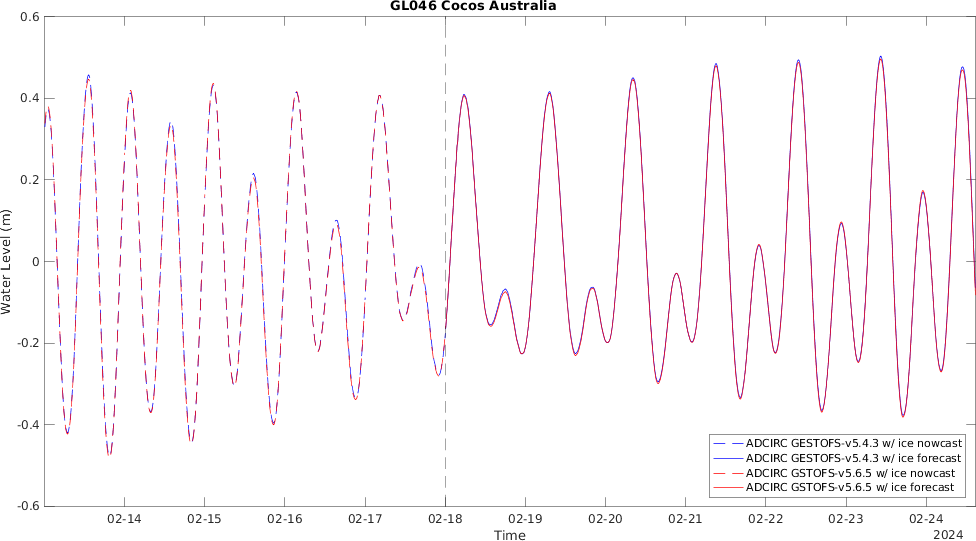 GL046 Cocos Australia
0.6
0.4
0.2
0
-0.2
-0.4
-0.6
Water Level (m)
02-14 02-15 02-16 02-17 02-18 02-19 02-20 02-21 02-22 02-23 02-24
Time
2024
ADCIRC GESTOFS-v5.4.3 w/ ice nowcast
ADCIRC GESTOFS-v5.4.3 w/ ice forecast
ADCIRC GSTOFS-v5.6.5 w/ ice nowcast
ADCIRC GSTOFS-v5.6.5 w/ ice forecast